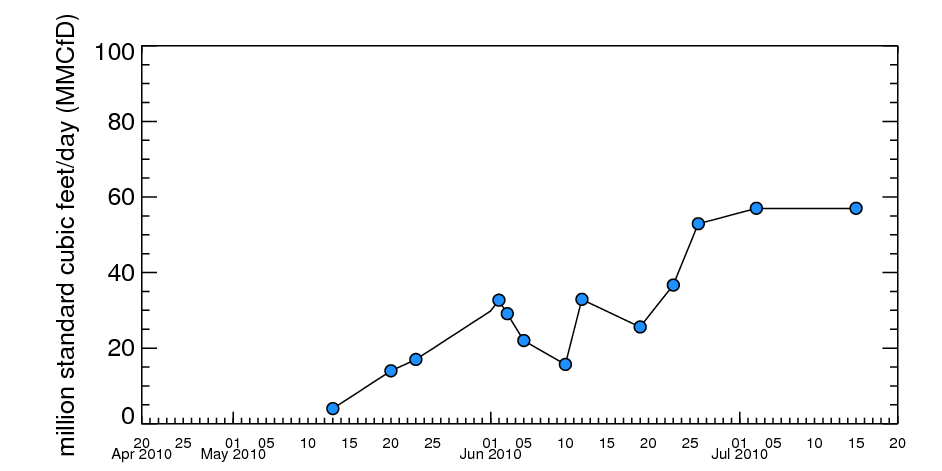 million standard cubic feet/day (MMCfD)
100
80
60
40
20
0
20 25 01 05 10 15 20 25 01 05 10 15 20 25 01 05 10 15 20
Apr 2010 May 2010 Jun 2010 Jul 2010